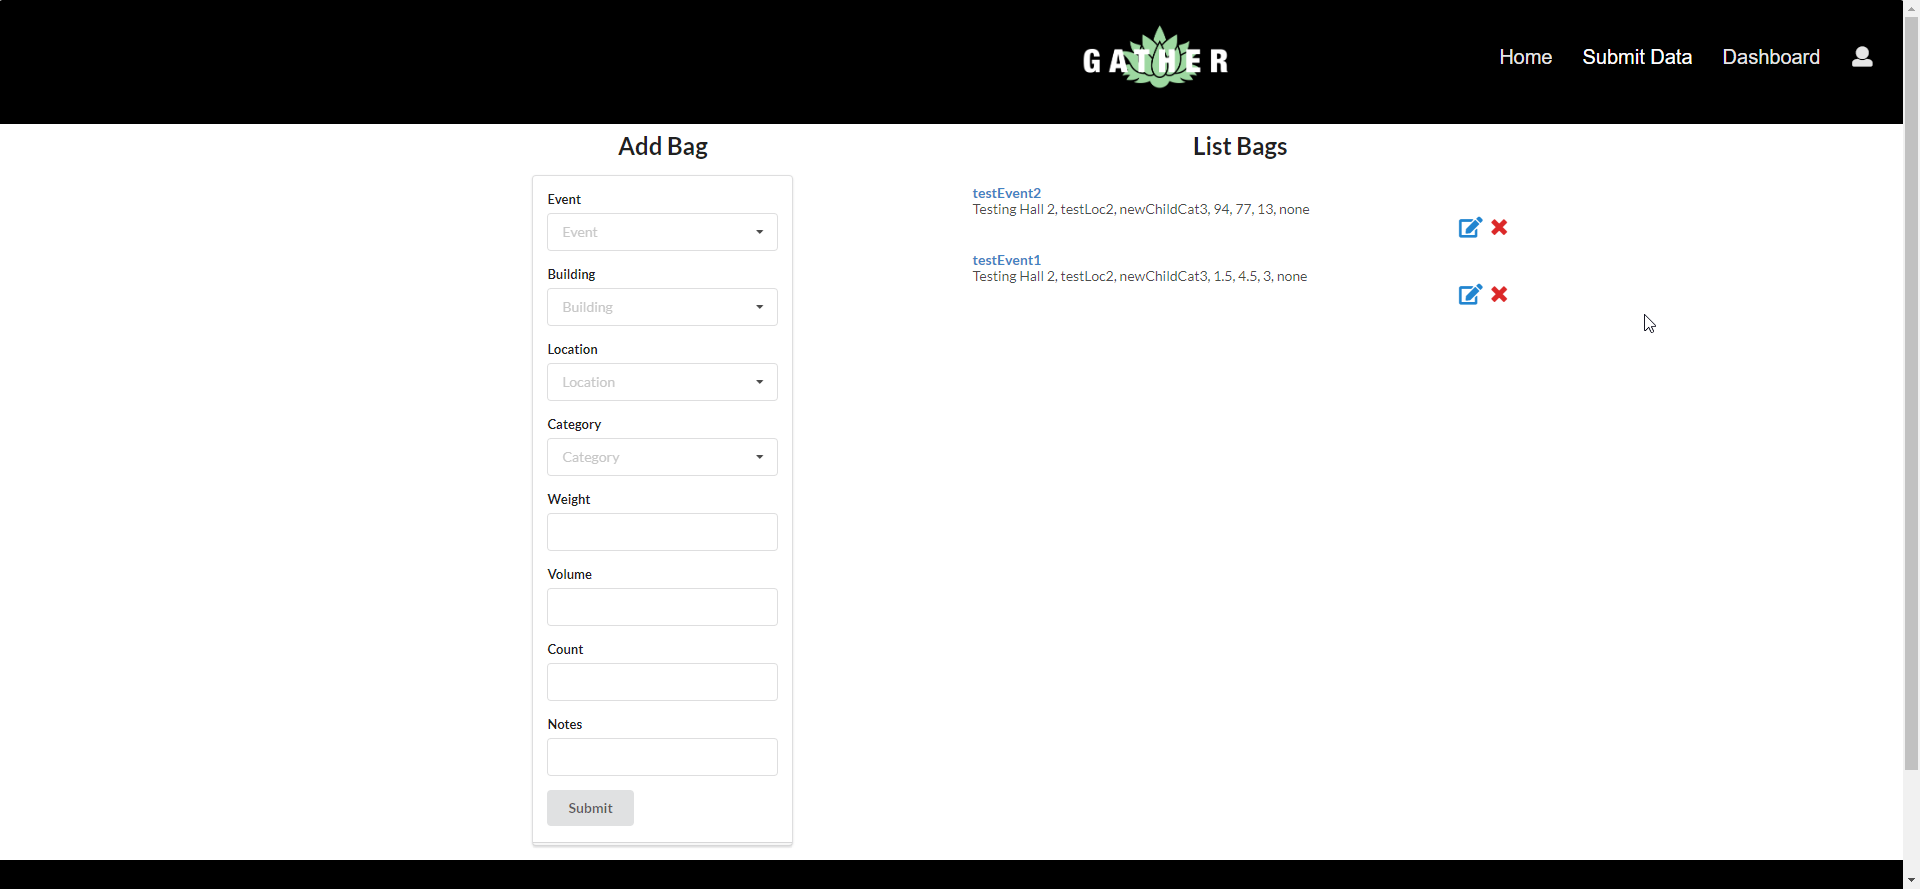 GATHER
Home Submit Data Dashboard
Add Bag
Event
Event
Building
Building
Location
Location
Category
Category
Weight
Volume
Count
Notes
Submit
List Bags
testEvent2
Testing Hall 2, testLoc2, newChildCat3, 94, 77, 13, none
testEvent1
Testing Hall 2, testLoc2, newChildCat3, 1.5, 4.5, 3, none